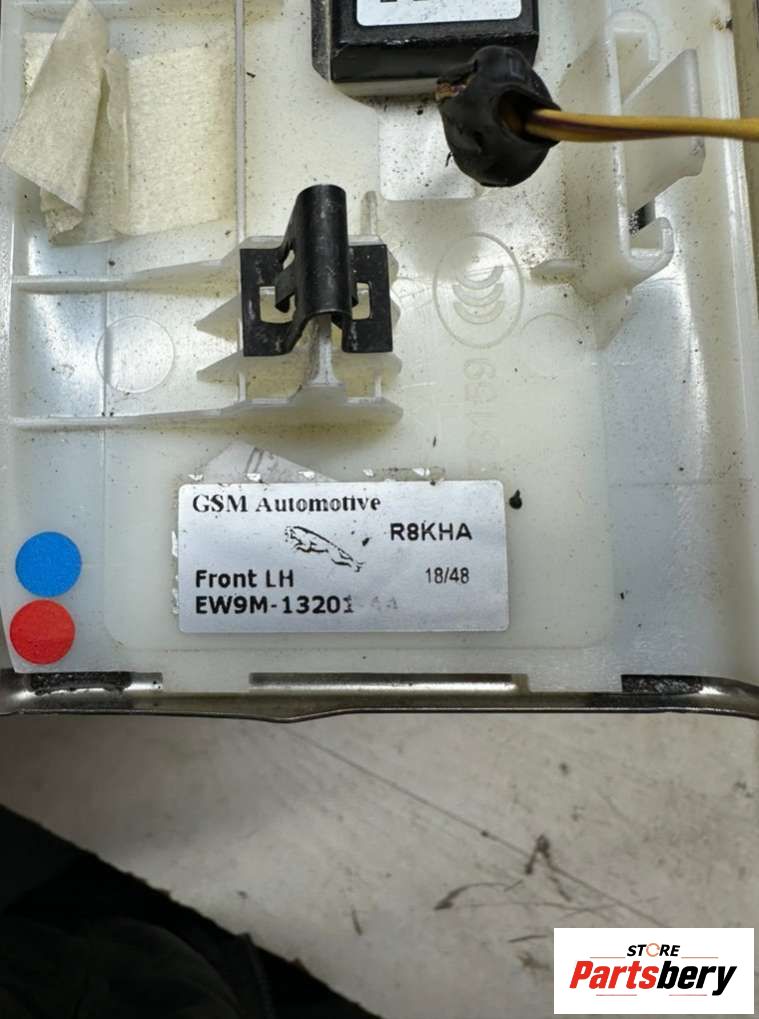 GSM Automotive
R8KHA
Front LH
18/48
EW9M-13201
STORE
Partsbery